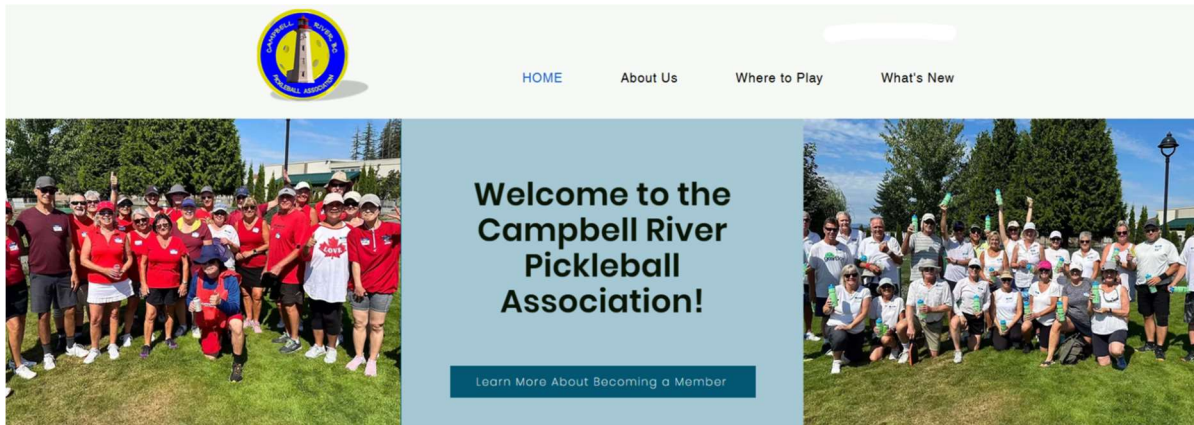 CAMPBELL RIVER, BC
PICKLEBALL ASSOCIATION
HOME
About Us
Where to Play
What's New
Welcome to the
Campbell River
Pickleball
Association!
Learn More About Becoming a Member
LOVE